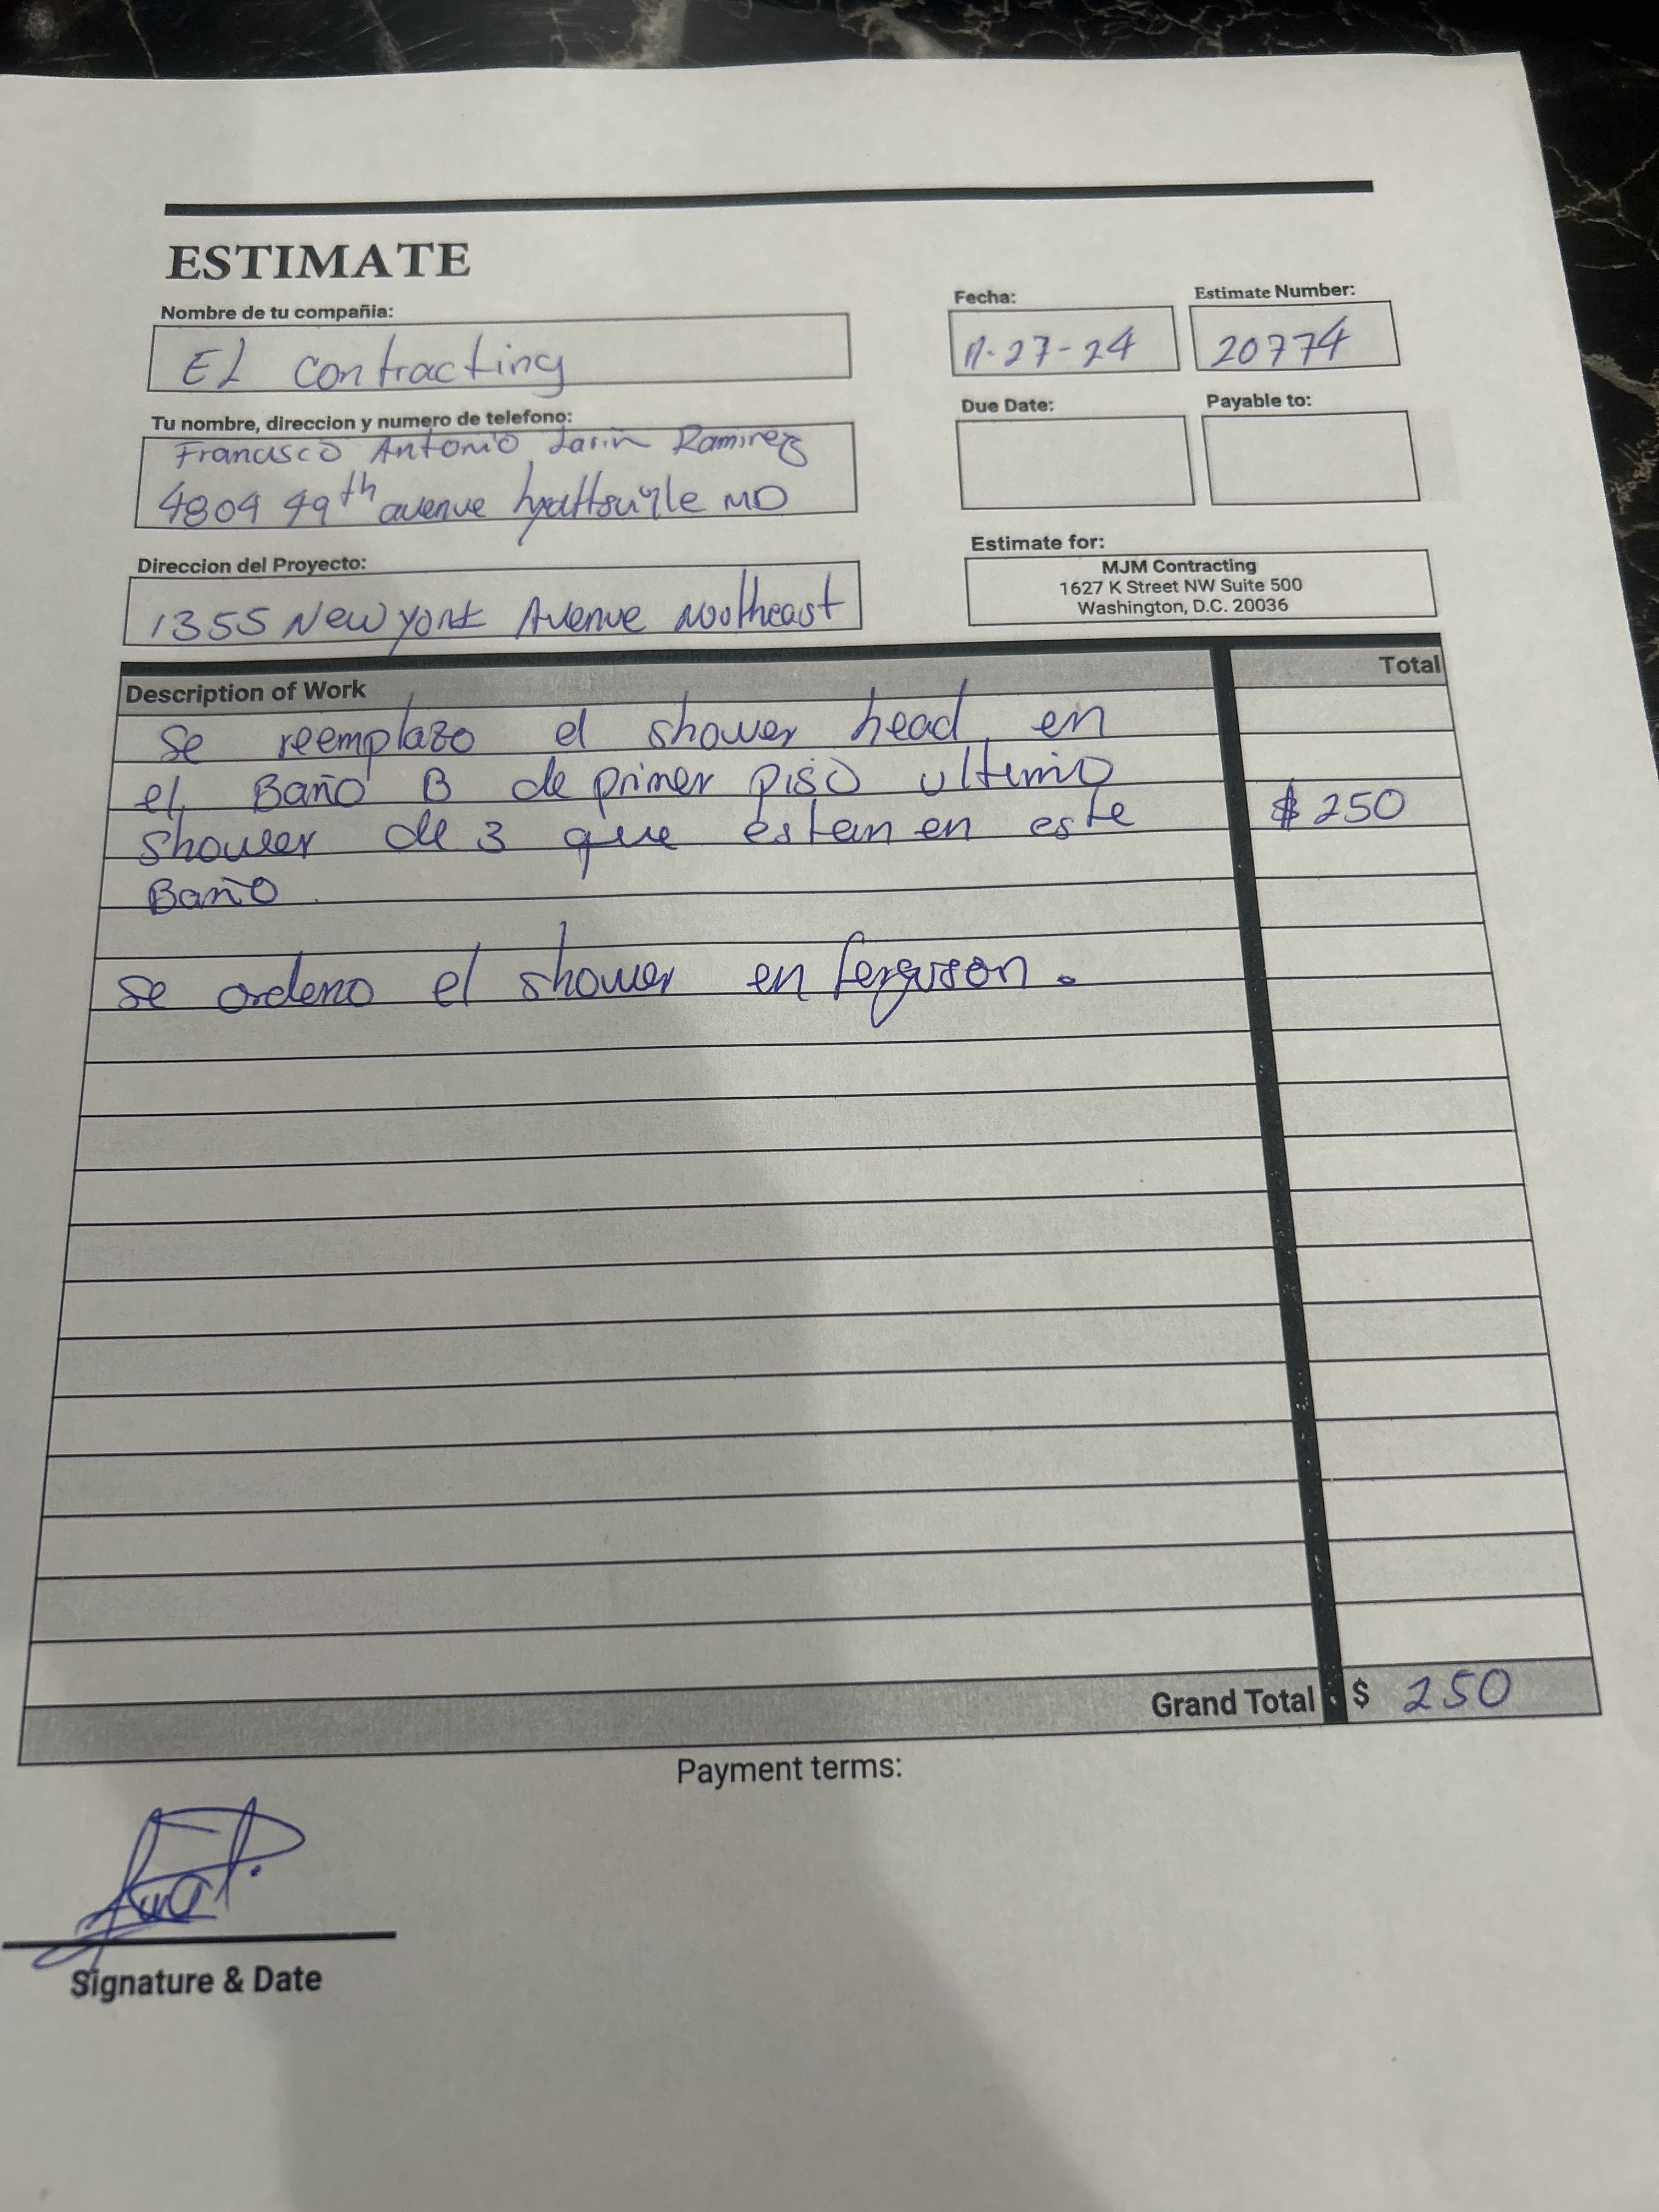 ESTIMATE
Nombre de tu compañia:
EL contracting
Fecha:
11-27-24
Estimate Number:
20774
Tu nombre, direccion y numero de telefono:
Francisco Antonio Larin Ramirez
4804 49th avenue hyattsville MD
Due Date:
Payable to:
Direccion del Proyecto:
1355 New York Avenue Northeast
Estimate for:
MJM Contracting
1627 K Street NW Suite 500
Washington, D.C. 20036
Description of Work
Total
Se reemplazo el shower head en
el Baño B de primer piso ultimo
shower de 3 que estan en este
$250
Baño.
se ordeno el shower en ferguson.
Grand Total $ 250
Payment terms:
Signature & Date